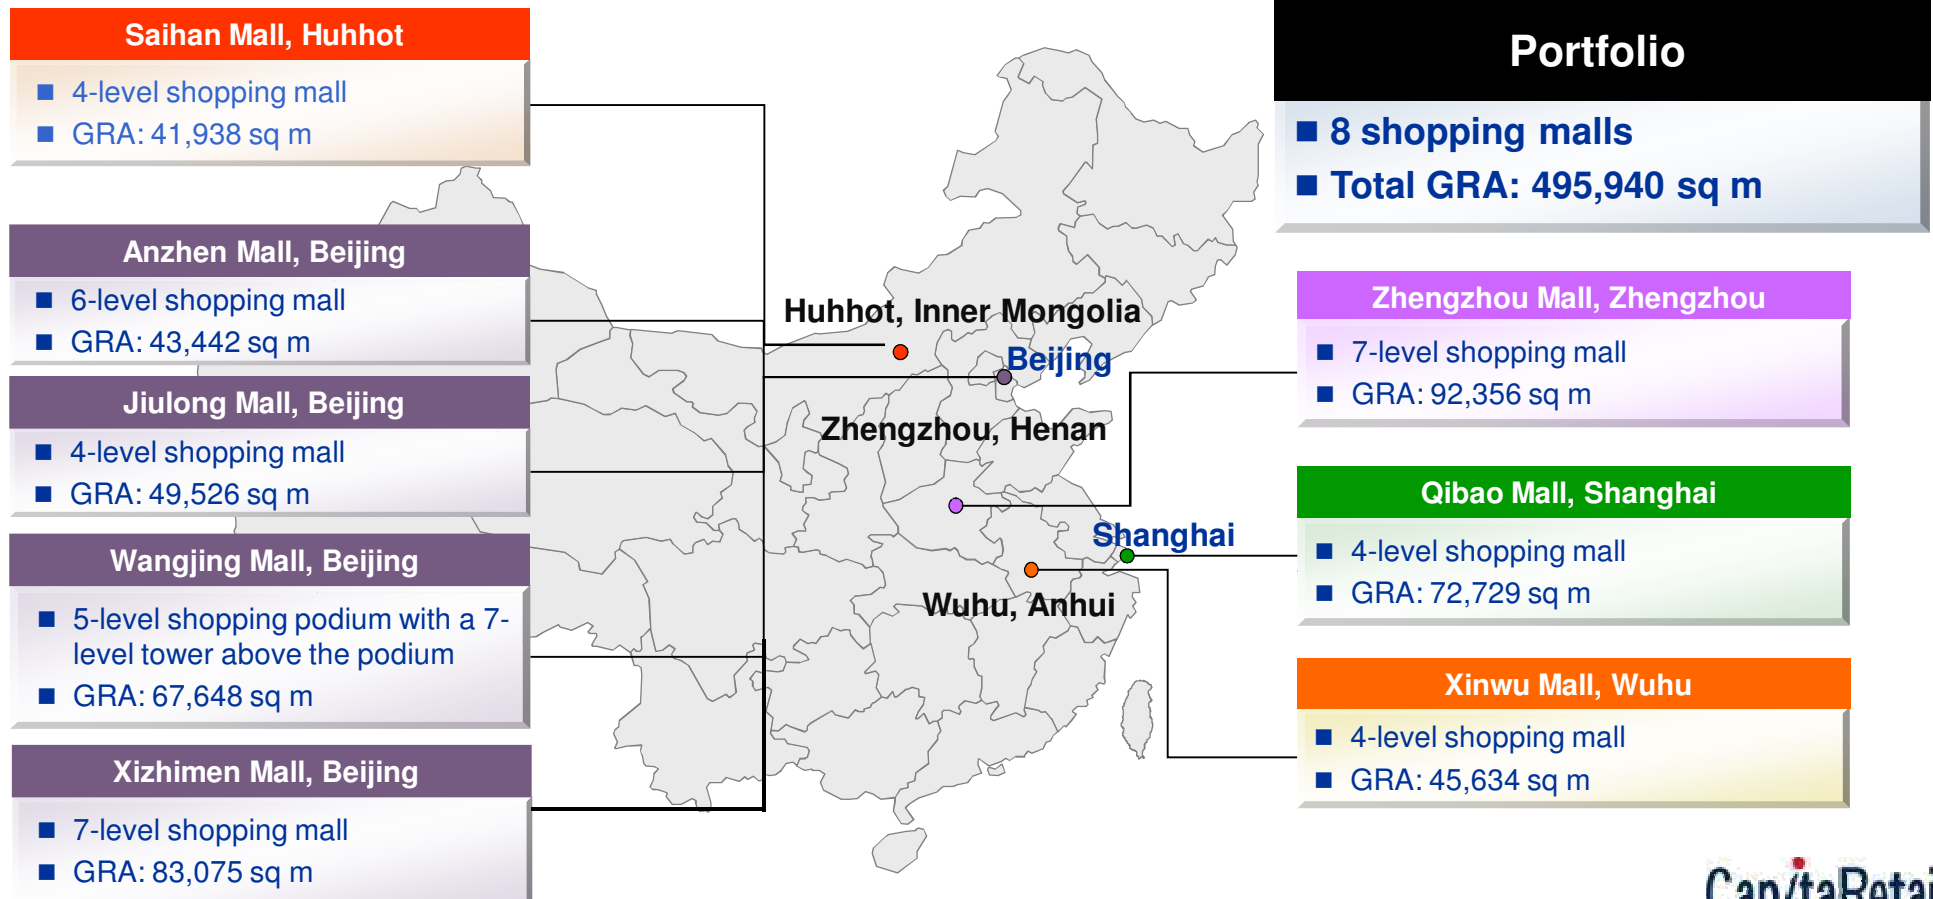 Saihan Mall, Huhhot
4-level shopping mall
GRA: 41,938 sq m
Anzhen Mall, Beijing
6-level shopping mall
GRA: 43,442 sq m
Jiulong Mall, Beijing
4-level shopping mall
GRA: 49,526 sq m
Wangjing Mall, Beijing
5-level shopping podium with a 7-
level tower above the podium
GRA: 67,648 sq m
Xizhimen Mall, Beijing
7-level shopping mall
GRA: 83,075 sq m
Huhhot, Inner Mongolia
Beijing
Zhengzhou, Henan
Shanghai
Wuhu, Anhui
Portfolio
8 shopping malls
Total GRA: 495,940 sq m
Zhengzhou Mall, Zhengzhou
7-level shopping mall
GRA: 92,356 sq m
Qibao Mall, Shanghai
4-level shopping mall
GRA: 72,729 sq m
Xinwu Mall, Wuhu
4-level shopping mall
GRA: 45,634 sq m
CapitaRetai